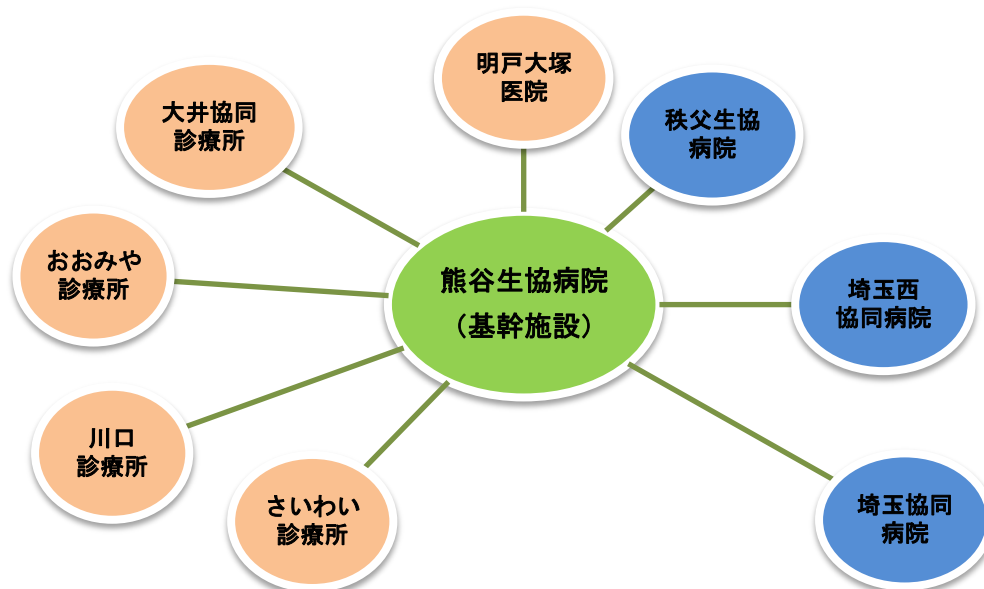 明戸大塚
医院
大井協同
診療所
秩父生協
病院
おおみや
診療所
熊谷生協病院
（基幹施設）
埼玉西
協同病院
川口
診療所
さいわい
診療所
埼玉協同
病院